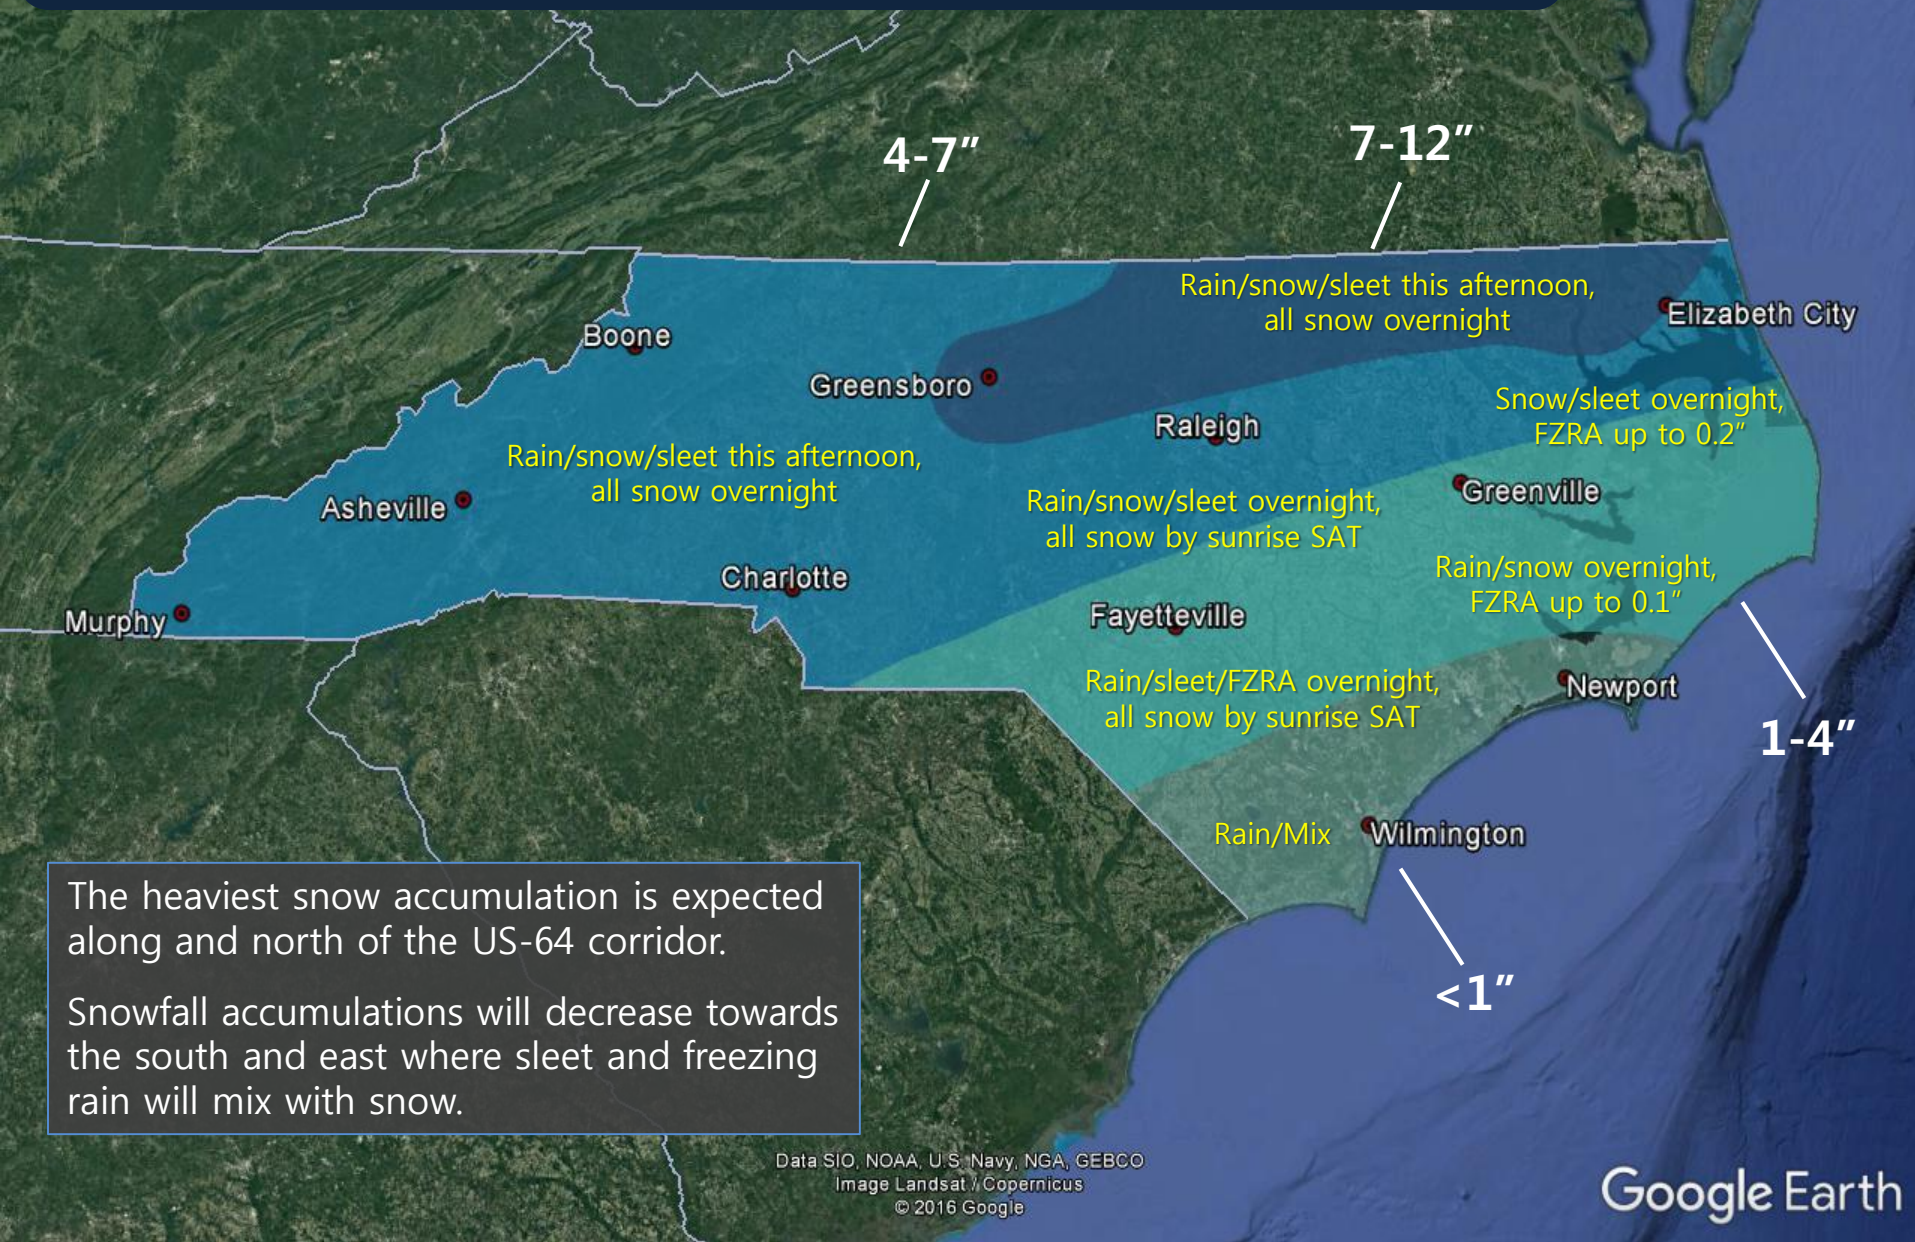 4-7"
7-12"
Rain/snow/sleet this afternoon,
all snow overnight
Elizabeth City
Boone
Greensboro
Snow/sleet overnight,
FZRA up to 0.2"
Raleigh
Rain/snow/sleet this afternoon,
all snow overnight
Asheville
Rain/snow/sleet overnight,
all snow by sunrise SAT
Greenville
Charlotte
Rain/snow overnight,
FZRA up to 0.1"
Murphy
Fayetteville
Rain/sleet/FZRA overnight,
all snow by sunrise SAT
Newport
1-4"
Rain/Mix
Wilmington
<1"
The heaviest snow accumulation is expected
along and north of the US-64 corridor.
Snowfall accumulations will decrease towards
the south and east where sleet and freezing
rain will mix with snow.
Data SIO, NOAA, U.S. Navy, NGA, GEBCO
Image Landsat / Copernicus
© 2016 Google
Google Earth